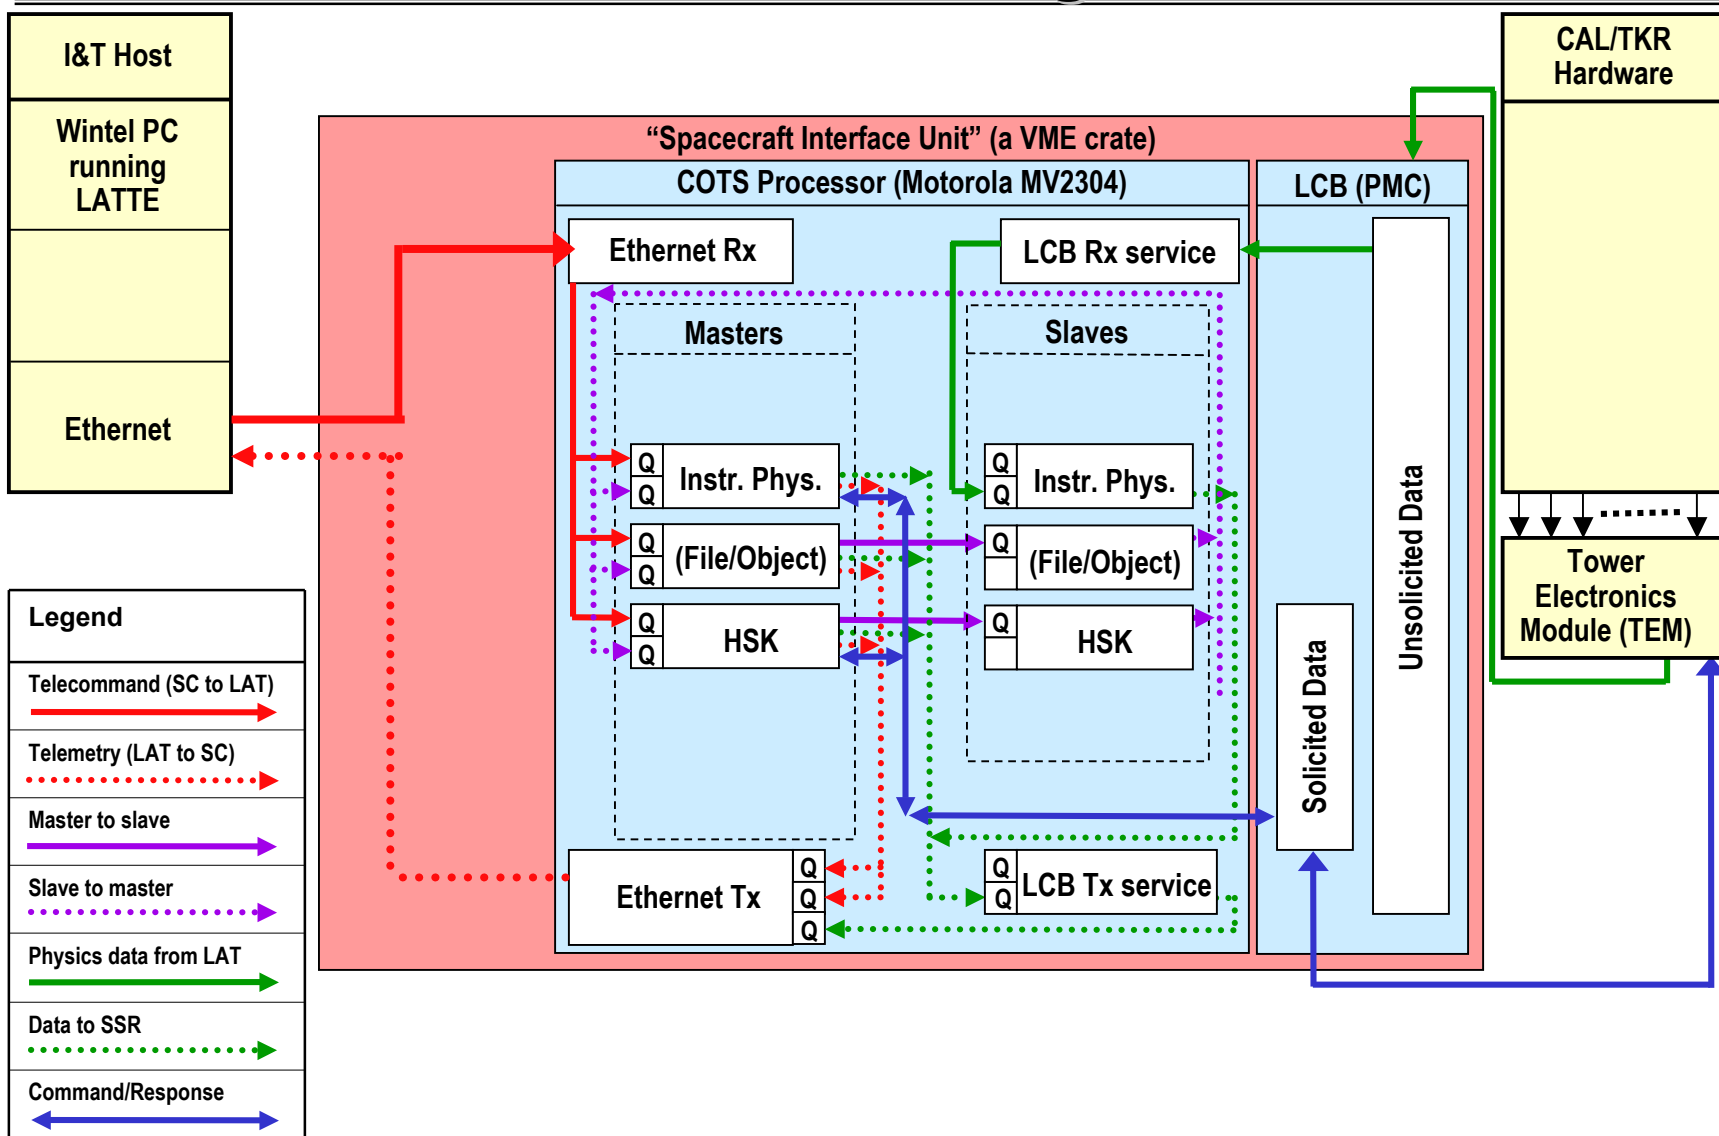 I&T Host
Wintel PC
running
LATTE
Ethernet
CAL/TKR
Hardware
Tower
Electronics
Module (TEM)
“Spacecraft Interface Unit” (a VME crate)
COTS Processor (Motorola MV2304)
LCB (PMC)
Ethernet Rx
LCB Rx service
Masters
Slaves
Q
Q
Instr. Phys.
Q
Q
Instr. Phys.
Q
Q
(File/Object)
Q
(File/Object)
Q
Q
HSK
Q
HSK
Ethernet Tx
Q
Q
Q
Q
Q
LCB Tx service
Solicited Data
Unsolicited Data
Legend
Telecommand (SC to LAT)
Telemetry (LAT to SC)
Master to slave
Slave to master
Physics data from LAT
Data to SSR
Command/Response